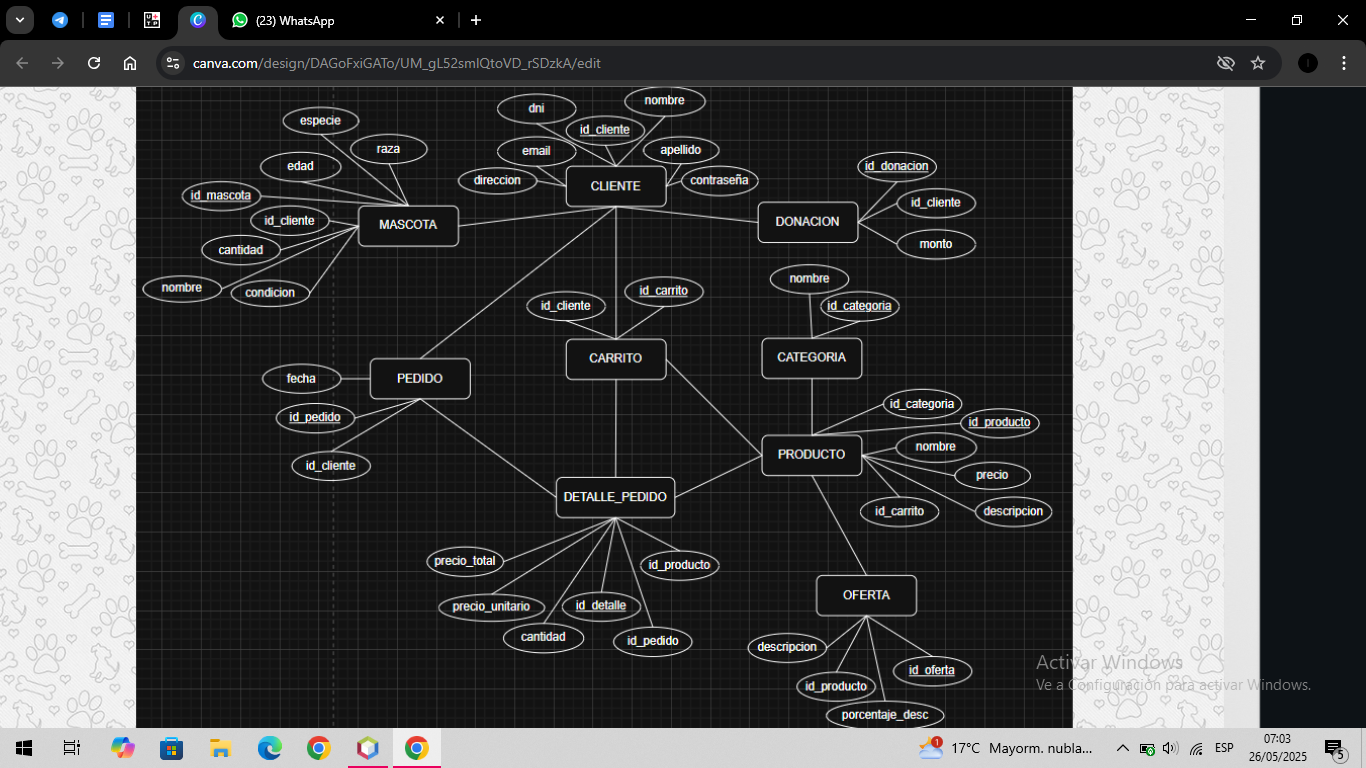 (23) WhatsApp
canva.com/design/DAGoFxiGATo/UM_gL52smIQtoVD_rSDzkA/edit
dni
nombre
id_cliente
email
apellido
direccion
contraseña
CLIENTE
especie
raza
edad
id_mascota
id_cliente
cantidad
nombre
condicion
MASCOTA
id_donacion
id_cliente
monto
DONACION
id_cliente
id_carrito
CARRITO
nombre
id_categoria
CATEGORIA
fecha
id_pedido
id_cliente
PEDIDO
id_categoria
id_producto
nombre
precio
descripcion
id_carrito
PRODUCTO
DETALLE_PEDIDO
precio_total
precio_unitario
cantidad
id_detalle
id_pedido
id_producto
OFERTA
descripcion
id_producto
porcentaje_desc
id_oferta
Activar Windows
Ve a Configuración para activar Windows.
1
17°C Mayorm. nubla...
ESP
07:03
26/05/2025
5